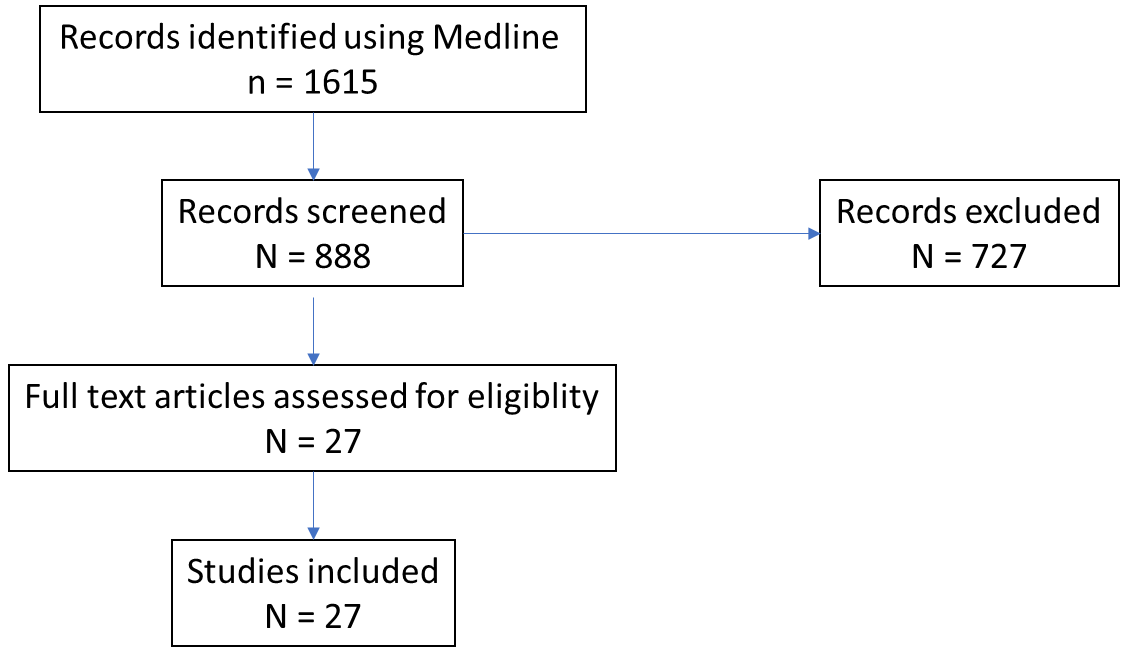 Records identified using Medline
n = 1615
Records screened
N = 888
Records excluded
N = 727
Full text articles assessed for eligiblity
N = 27
Studies included
N = 27